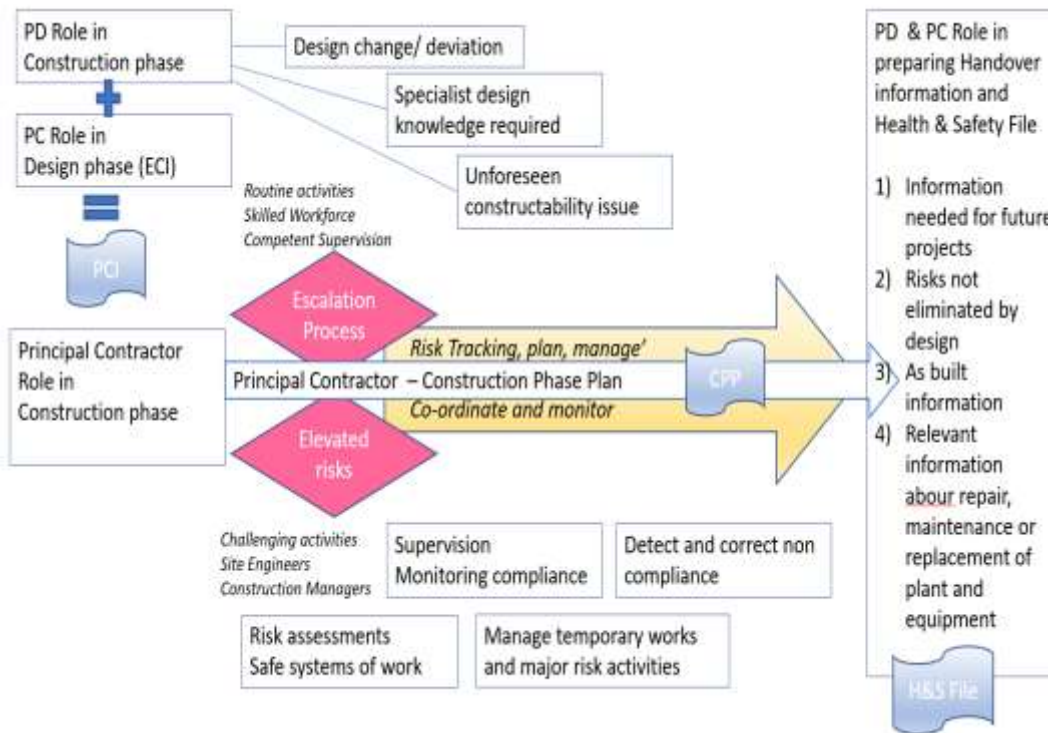 PD Role in
Construction phase
Design change/ deviation
Specialist design
knowledge required
Unforeseen
constructability issue
PC Role in
Design phase (ECI)
PCI
Routine activities
Skilled Workforce
Competent Supervision
Escalation
Process
Principal Contractor
Role in
Construction phase
Risk Tracking, plan, manage'
Principal Contractor – Construction Phase Plan
Co-ordinate and monitor
CPP
Elevated
risks
Challenging activities
Site Engineers
Construction Managers
Supervision
Monitoring compliance
Detect and correct non
compliance
Risk assessments
Safe systems of work
Manage temporary works
and major risk activities
PD & PC Role in
preparing Handover
information and
Health & Safety File
1) Information
needed for future
projects
2) Risks not
eliminated by
design
3) As built
information
4) Relevant
information
abour repair,
maintenance or
replacement of
plant and
equipment
H&S File